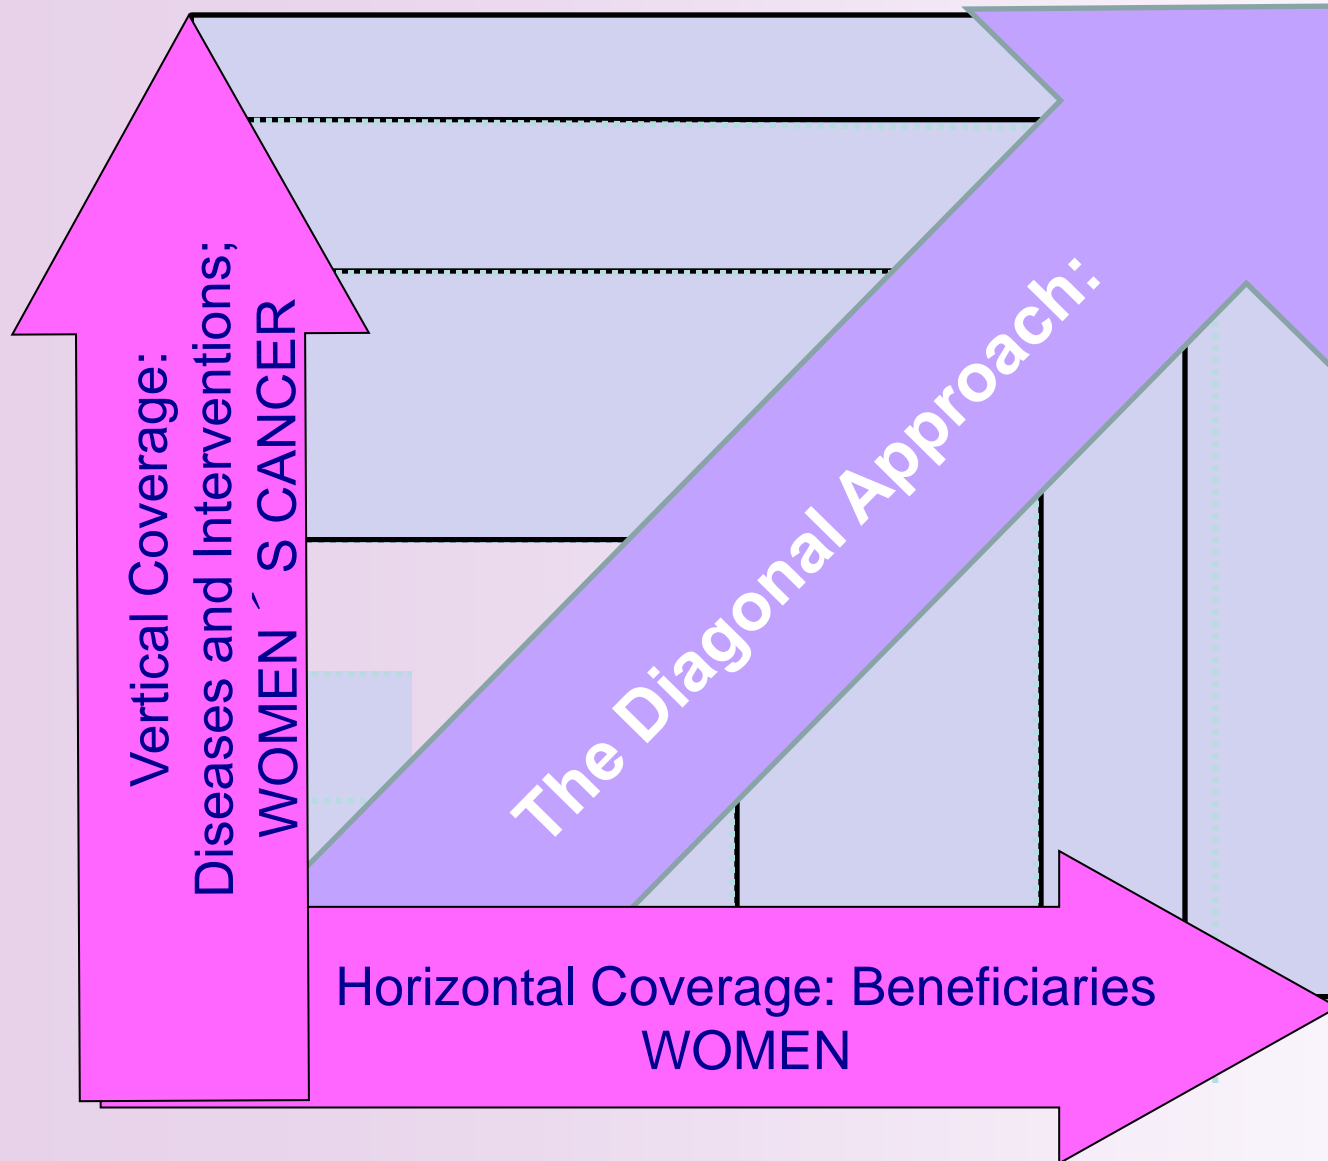 Vertical Coverage:
Diseases and Interventions;
WOMEN ´ S CANCER
The Diagonal Approach:
Horizontal Coverage: Beneficiaries
WOMEN